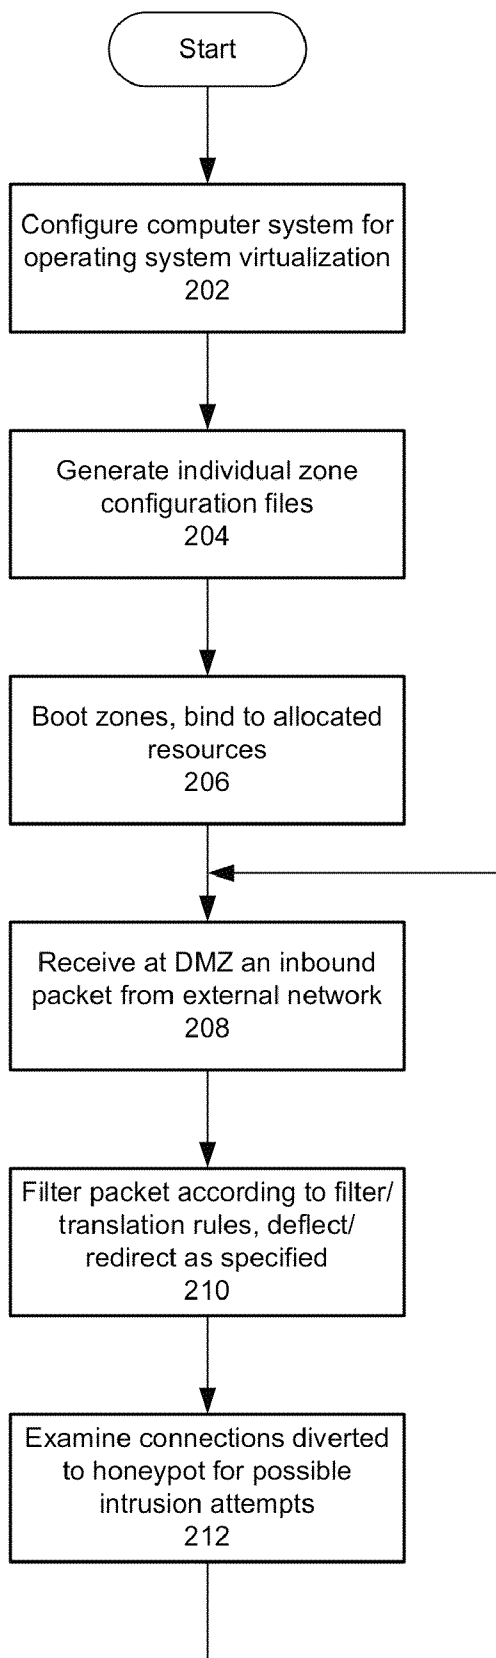 Start
Configure computer system for
operating system virtualization
202
Generate individual zone
configuration files
204
Boot zones, bind to allocated
resources
206
Receive at DMZ an inbound
packet from external network
208
Filter packet according to filter/
translation rules, deflect/
redirect as specified
210
Examine connections diverted
to honeypot for possible
intrusion attempts
212